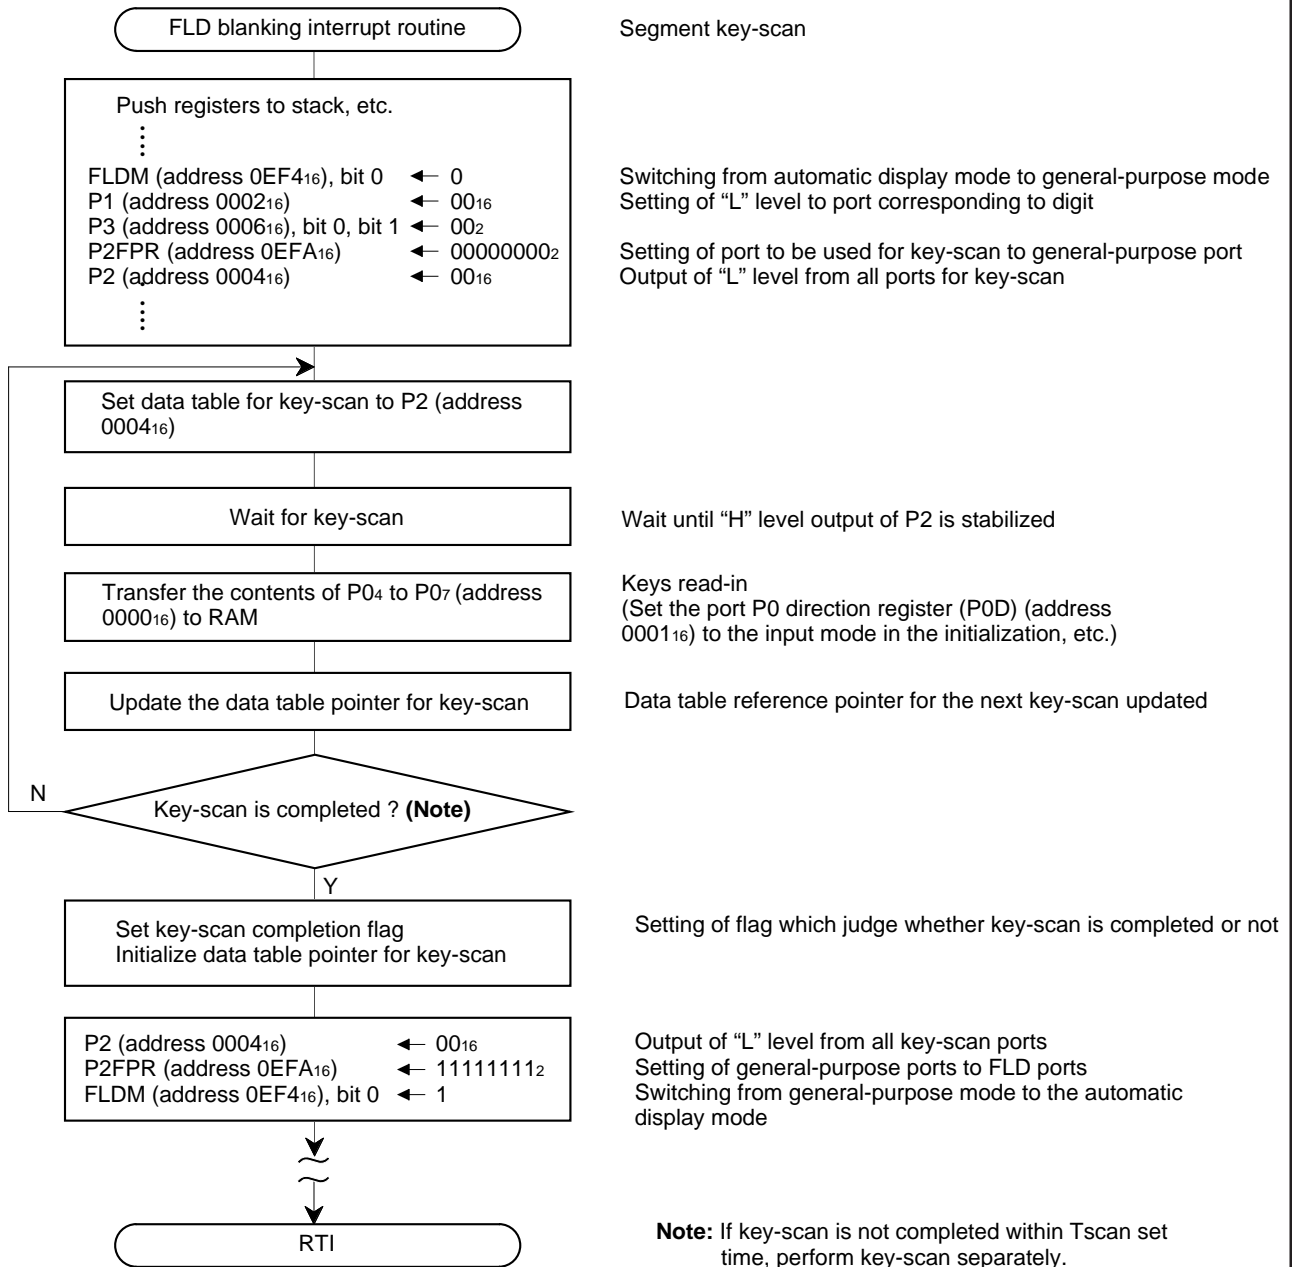 FLD blanking interrupt routine
Segment key-scan
Push registers to stack, etc.
FLDM (address 0EF4₁₆), bit 0 ← 0
Switching from automatic display mode to general-purpose mode
P1 (address 0002₁₆) ← 00₁₆
Setting of “L” level to port corresponding to digit
P3 (address 0006₁₆), bit 0, bit 1 ← 00₂
P2FPR (address 0EFA₁₆) ← 00000000₂
Setting of port to be used for key-scan to general-purpose port
P2 (address 0004₁₆) ← 00₁₆
Output of “L” level from all ports for key-scan
Set data table for key-scan to P2 (address
0004₁₆)
Wait for key-scan
Wait until “H” level output of P2 is stabilized
Transfer the contents of P0₄ to P0₇ (address
0000₁₆) to RAM
Keys read-in
(Set the port P0 direction register (P0D) (address
0001₁₆) to the input mode in the initialization, etc.)
Update the data table pointer for key-scan
Data table reference pointer for the next key-scan updated
N
Key-scan is completed ? (Note)
Y
Set key-scan completion flag
Initialize data table pointer for key-scan
Setting of flag which judge whether key-scan is completed or not
P2 (address 0004₁₆) ← 00₁₆
Output of “L” level from all key-scan ports
P2FPR (address 0EFA₁₆) ← 11111111₂
Setting of general-purpose ports to FLD ports
FLDM (address 0EF4₁₆), bit 0 ← 1
Switching from general-purpose mode to the automatic
display mode
RTI
Note: If key-scan is not completed within Tscan set
time, perform key-scan separately.